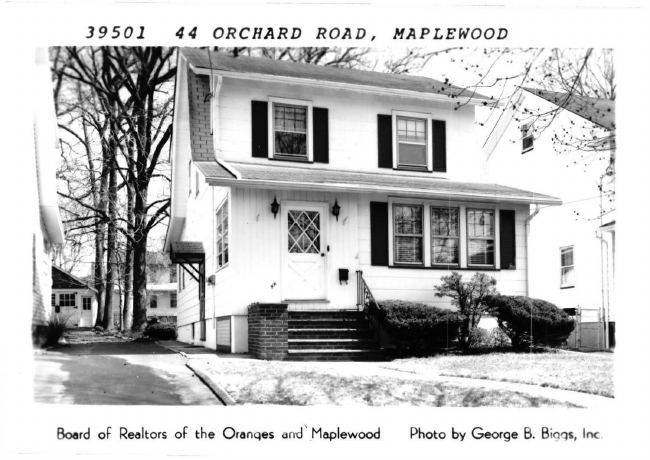 39501 44 ORCHARD ROAD, MAPLEWOOD
Board of Realtors of the Oranges and Maplewood Photo by George B. Biggs, Inc.